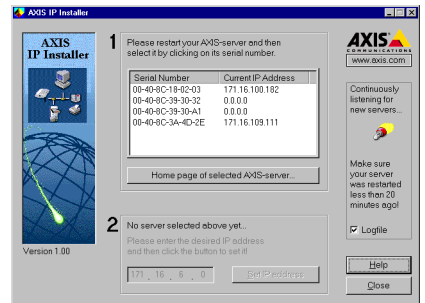 AXIS IP Installer
AXIS
IP Installer
Version 1.00
1
Please restart your AXIS-server and then
select it by clicking on its serial number.
Serial Number Current IP Address
00-40-8C-18-02-03 171.16.100.182
00-40-8C-39-30-32 0.0.0.0
00-40-8C-39-30-A1 0.0.0.0
00-40-8C-3A-4D-2E 171.16.109.111
Home page of selected AXIS-server...
2
No server selected above yet...
Please enter the desired IP address
and then click the button to set it!
171 . 16 . 6 . 0
Set IP address
AXIS
COMMUNICATIONS
www.axis.com
Continuously
listening for
new servers...
Make sure
your server
was restarted
less than 20
minutes ago!
Logfile
Help
Close